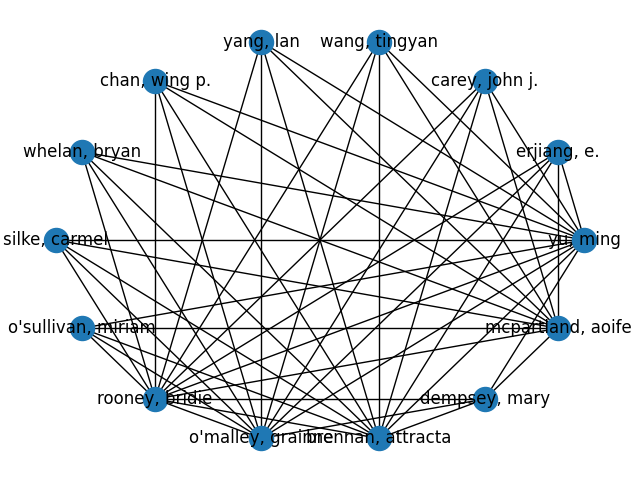 yang, lan
wang, tingyan
chan, wing p.
carey, john j.
whelan, bryan
erjiang, e.
silke, carmel
yu, ming
o'sullivan, miriam
mcpartland, aoife
rooney, bridie
dempsey, mary
o'malley, grainne
brennan, attracta